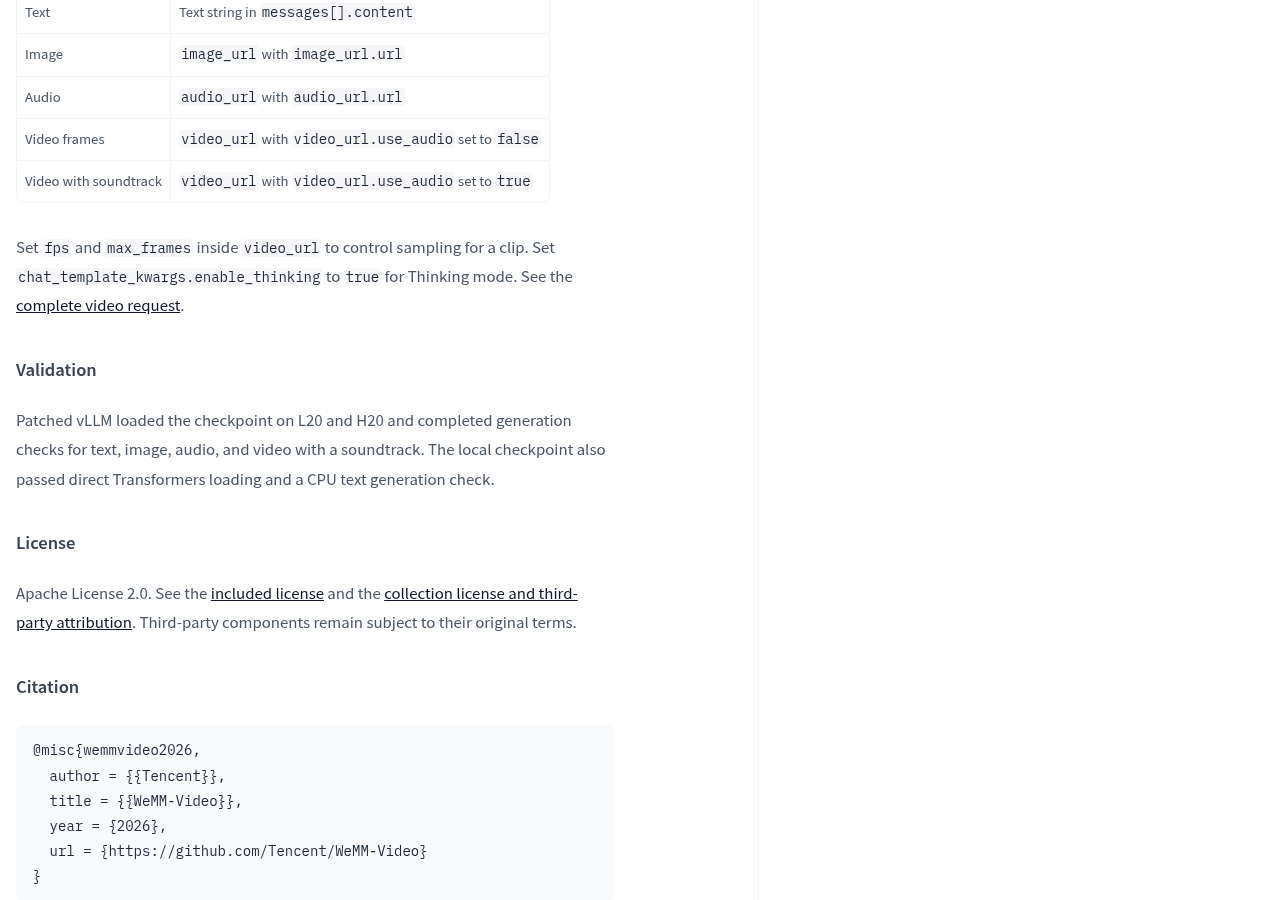 Text Text string in messages[].content
Image image_url with image_url.url
Audio audio_url with audio_url.url
Video frames video_url with video_url.use_audio set to false
Video with soundtrack video_url with video_url.use_audio set to true
Set fps and max_frames inside video_url to control sampling for a clip. Set
chat_template_kwargs.enable_thinking to true for Thinking mode. See the
complete video request.
Validation
Patched vLLM loaded the checkpoint on L20 and H20 and completed generation
checks for text, image, audio, and video with a soundtrack. The local checkpoint also
passed direct Transformers loading and a CPU text generation check.
License
Apache License 2.0. See the included license and the collection license and third-
party attribution. Third-party components remain subject to their original terms.
Citation
@misc{wemmvideo2026,
  author = {{Tencent}},
  title = {{WeMM-Video}},
  year = {2026},
  url = {https://github.com/Tencent/WeMM-Video}
}